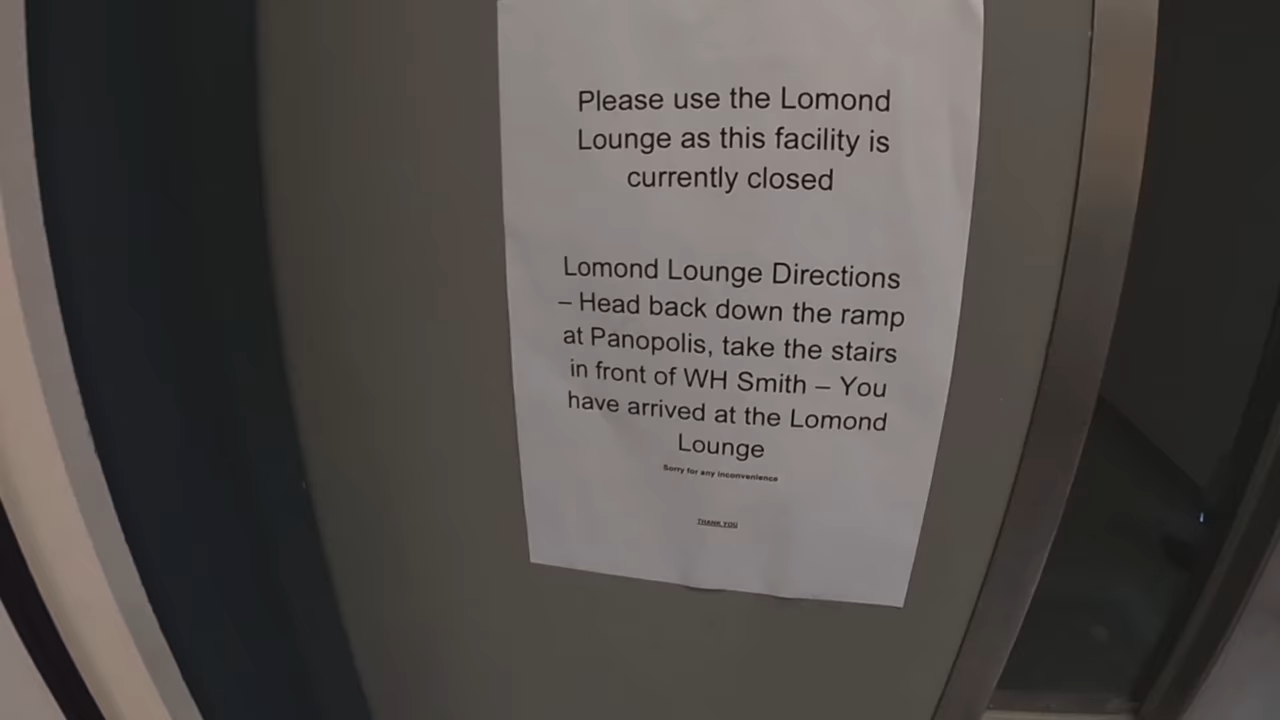 Please use the Lomond
Lounge as this facility is
currently closed
Lomond Lounge Directions
– Head back down the ramp
at Panopolis, take the stairs
in front of WH Smith – You
have arrived at the Lomond
Lounge
Sorry for any inconvenience
THANK YOU